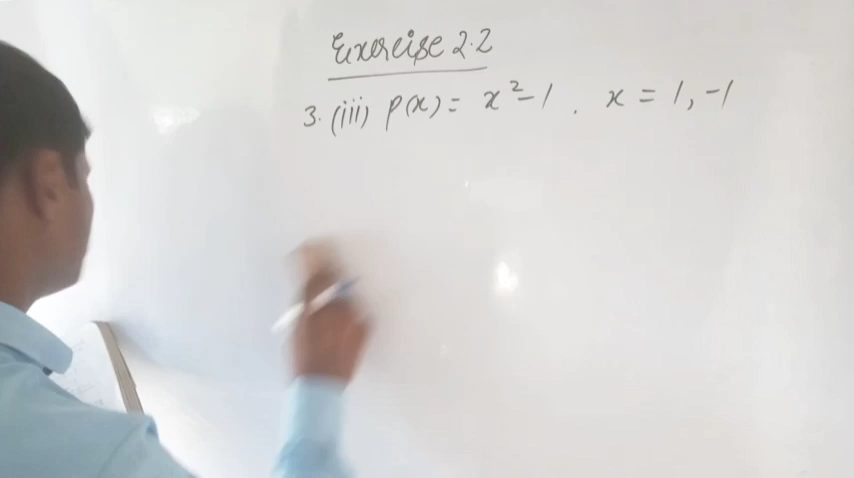 Exercise 2.2
3. (iii) p(x) = x²-1 . x = 1, -1